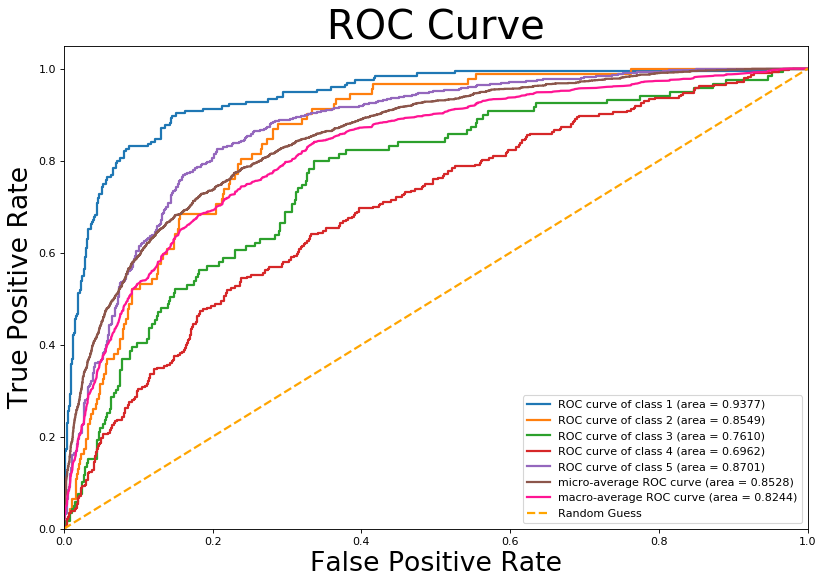 ROC Curve
True Positive Rate
1.0
0.8
0.6
0.4
0.2
0.0
0.0 0.2 0.4 0.6 0.8 1.0
False Positive Rate
ROC curve of class 1 (area = 0.9377)
ROC curve of class 2 (area = 0.8549)
ROC curve of class 3 (area = 0.7610)
ROC curve of class 4 (area = 0.6962)
ROC curve of class 5 (area = 0.8701)
micro-average ROC curve (area = 0.8528)
macro-average ROC curve (area = 0.8244)
Random Guess